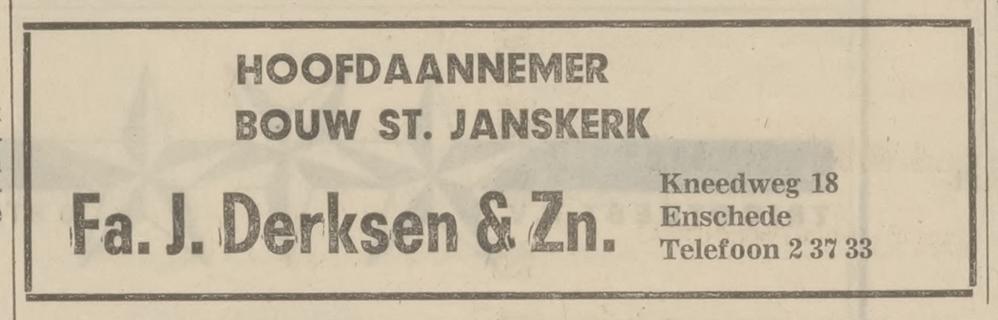 HOOFDAANNEMER
BOUW ST. JANSKERK
Fa. J. Derksen & Zn.
Kneedweg 18
Enschede
Telefoon 2 37 33